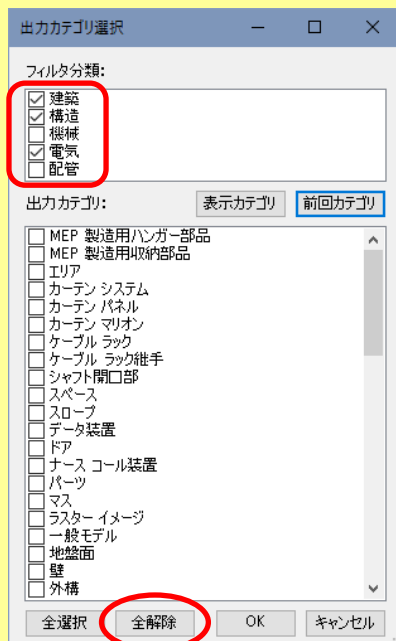 出力カテゴリ選択
フィルタ分類:
建築
構造
機械
電気
配管
出力カテゴリ:
表示カテゴリ
前回カテゴリ
MEP 製造用ハンガー部品
MEP 製造用収納部品
エリア
カーテン システム
カーテン パネル
カーテン マリオン
ケーブル ラック
ケーブル ラック継手
シャフト開口部
スペース
スロープ
データ装置
ドア
ナース コール装置
パーツ
マス
ラスター イメージ
一般モデル
地盤面
壁
外構
全選択
全解除
OK
キャンセル